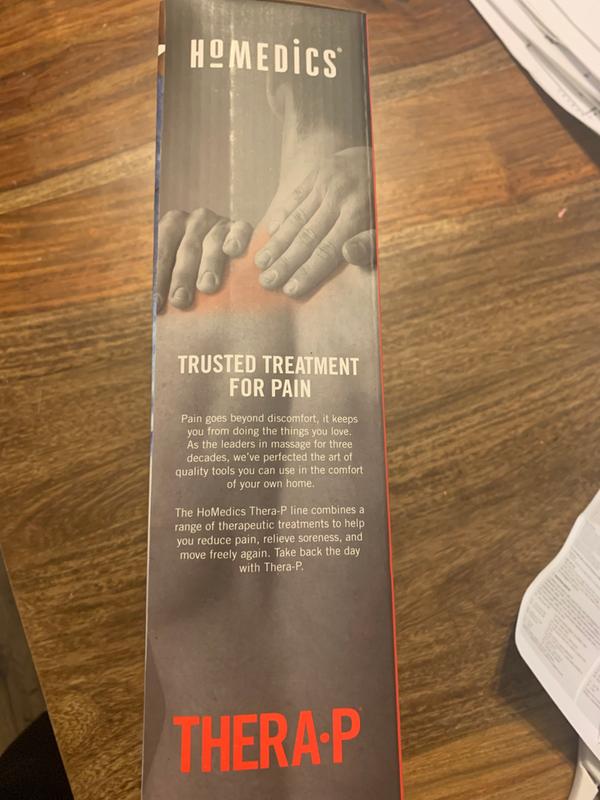 HoMEDiCS®
TRUSTED TREATMENT
FOR PAIN
Pain goes beyond discomfort, it keeps
you from doing the things you love.
As the leaders in massage for three
decades, we've perfected the art of
quality tools you can use in the comfort
of your own home.
The HoMedics Thera-P line combines a
range of therapeutic treatments to help
you reduce pain, relieve soreness, and
move freely again. Take back the day
with Thera-P.
THERA•P